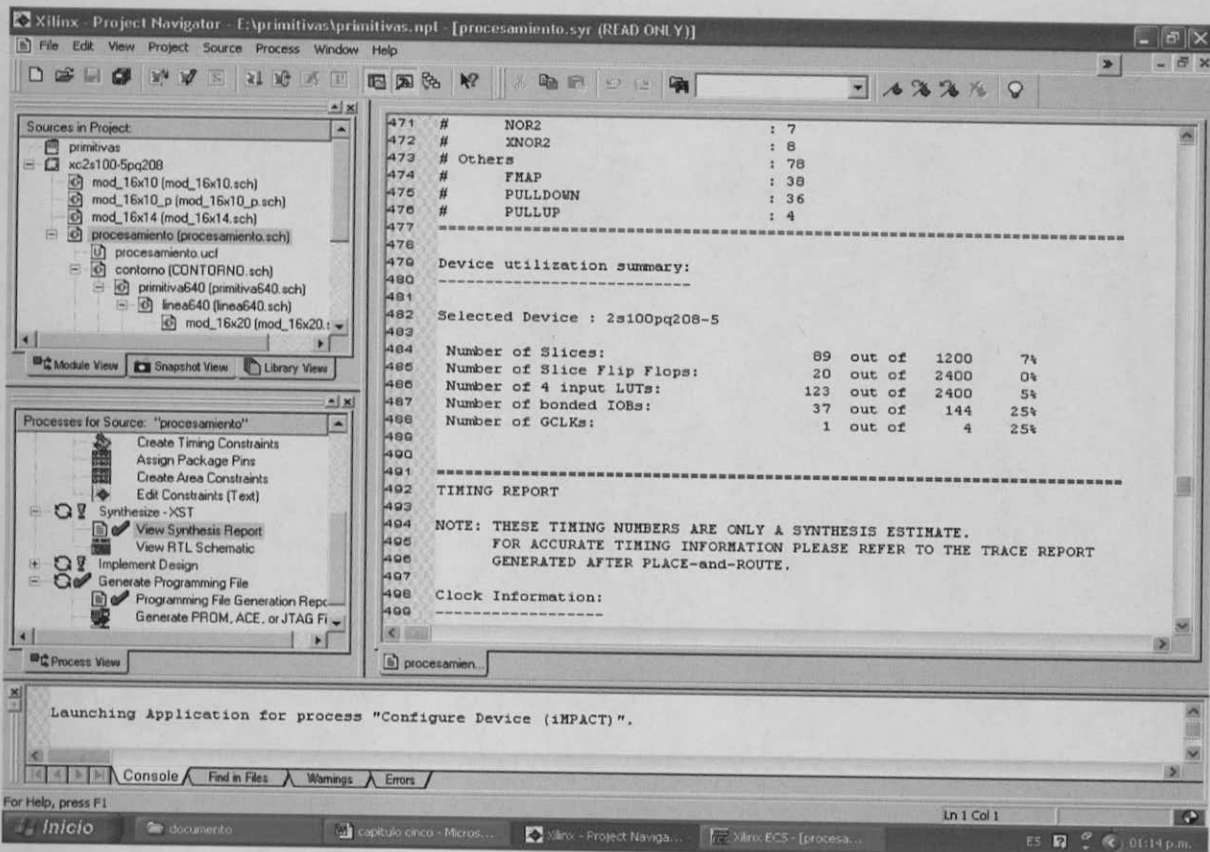 Xilinx - Project Navigator - E:\primitivas\primitivas.npl - [procesamiento.syr (READ ONLY)]
File Edit View Project Source Process Window Help
Sources in Project:
primitivas
xc2s100-5pq208
mod_16x10 (mod_16x10.sch)
mod_16x10_p (mod_16x10_p.sch)
mod_16x14 (mod_16x14.sch)
procesamiento (procesamiento.sch)
procesamiento.ucf
contorno (CONTORNO.sch)
primitiva640 (primitiva640.sch)
linea640 (linea640.sch)
mod_16x20 (mod_16x20.s
Module View Snapshot View Library View
Processes for Source: "procesamiento"
Create Timing Constraints
Assign Package Pins
Create Area Constraints
Edit Constraints (Text)
Synthesize - XST
View Synthesis Report
View RTL Schematic
Implement Design
Generate Programming File
Programming File Generation Repo
Generate PROM, ACE, or JTAG Fi
Process View
471 # NOR2 : 7
472 # XNOR2 : 8
473 # Others : 78
474 # FMAP : 38
475 # PULLDOWN : 36
476 # PULLUP : 4
477 =========================================================================
478
479 Device utilization summary:
480 ---------------------------
481
482 Selected Device : 2s100pq208-5
483
484 Number of Slices: 89 out of 1200 7%
485 Number of Slice Flip Flops: 20 out of 2400 0%
486 Number of 4 input LUTs: 123 out of 2400 5%
487 Number of bonded IOBs: 37 out of 144 25%
488 Number of GCLKs: 1 out of 4 25%
489
490
491 =========================================================================
492 TIMING REPORT
493
494 NOTE: THESE TIMING NUMBERS ARE ONLY A SYNTHESIS ESTIMATE.
495 FOR ACCURATE TIMING INFORMATION PLEASE REFER TO THE TRACE REPORT
496 GENERATED AFTER PLACE-and-ROUTE.
497
498 Clock Information:
499 ------------------
procesamien...
Launching Application for process "Configure Device (iMPACT)".
Console Find in Files Warnings Errors
For Help, press F1
Ln 1 Col 1
Inicio documento capitulo cinco - Micros... Xilinx - Project Naviga... Xilinx ECS - [procesa... ES 01:14 p.m.